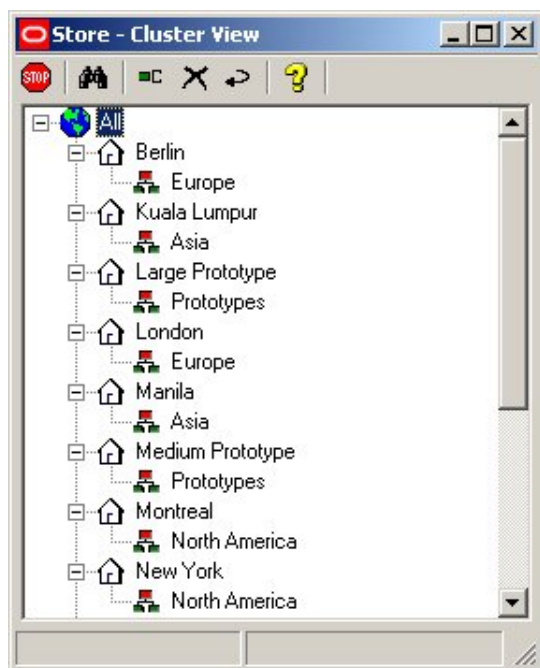 Store - Cluster View
STOP
All
Berlin
Europe
Kuala Lumpur
Asia
Large Prototype
Prototypes
London
Europe
Manila
Asia
Medium Prototype
Prototypes
Montreal
North America
New York
North America